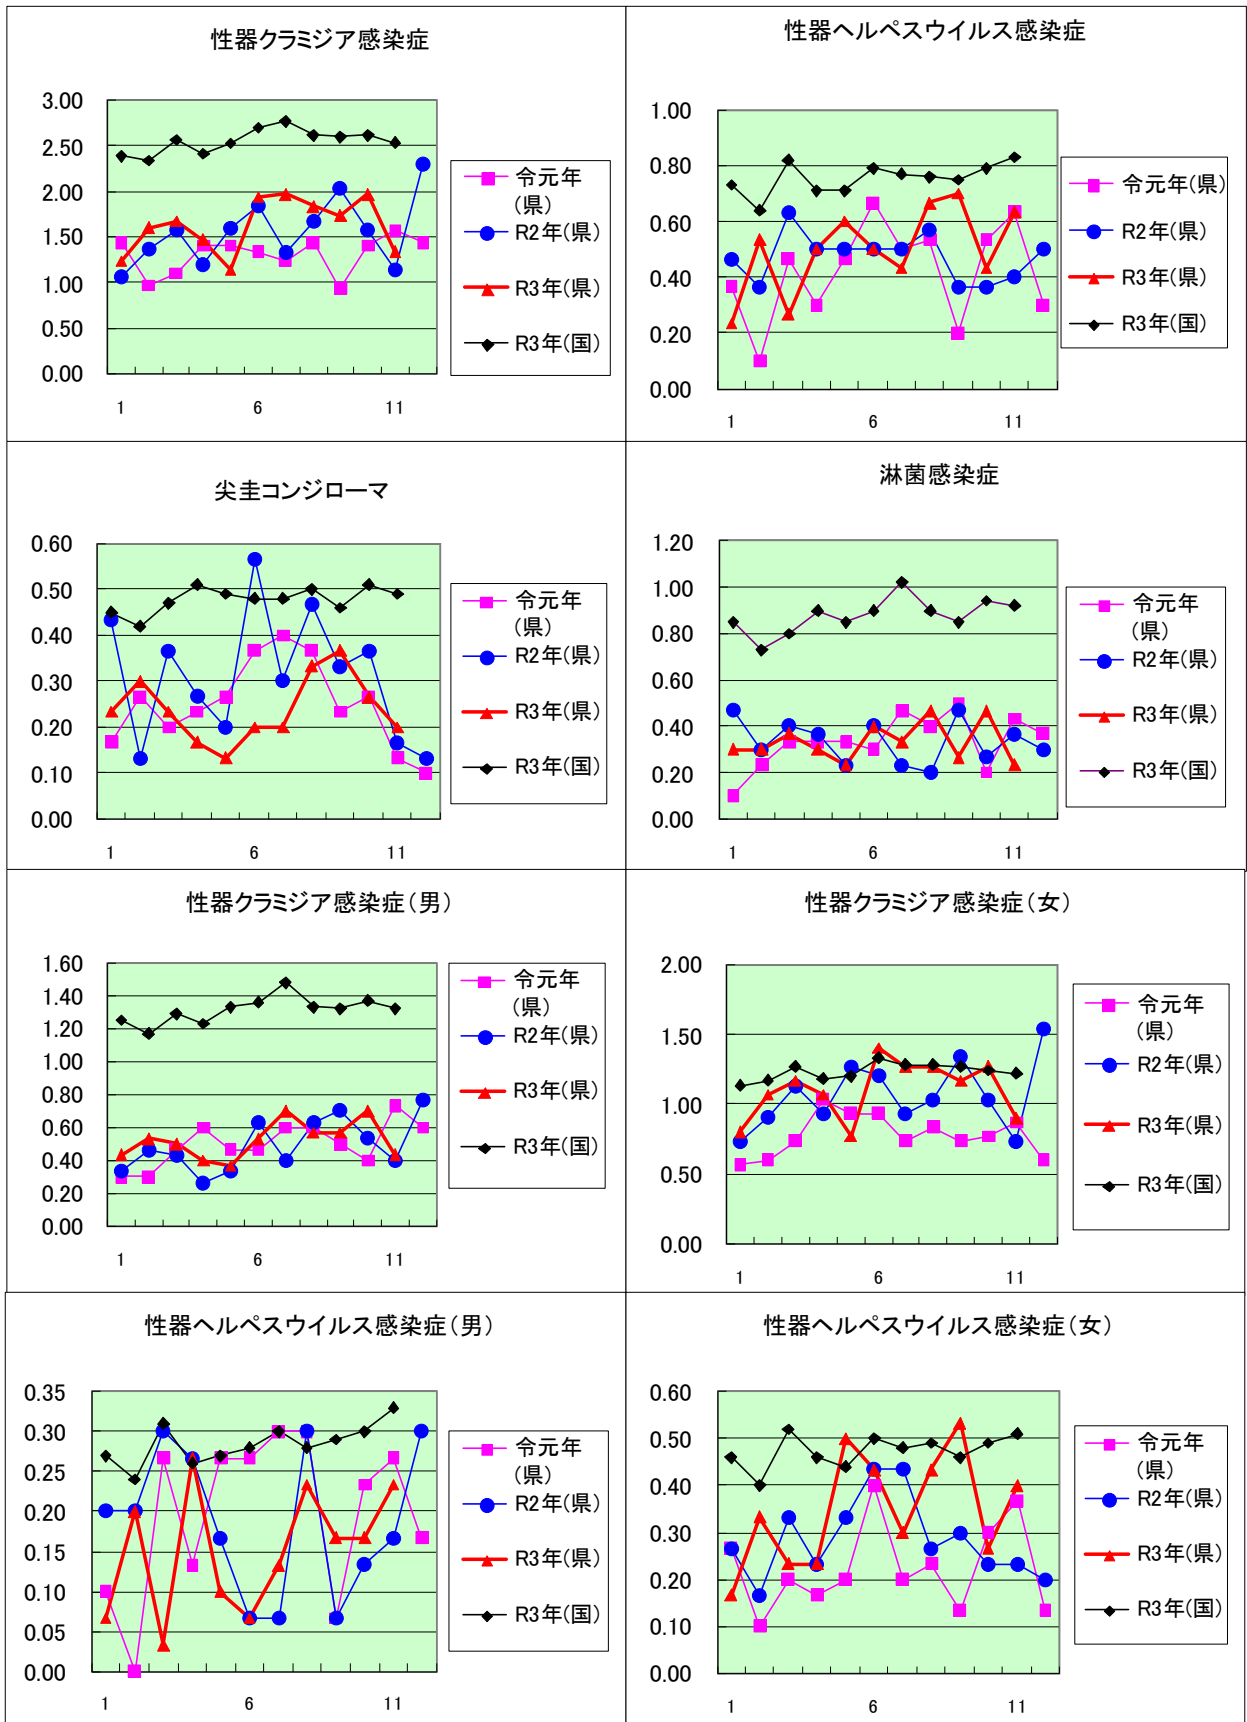 性器クラミジア感染症
3.00
2.50
2.00
1.50
1.00
0.50
0.00
1 6 11
令元年
(県)
R2年(県)
R3年(県)
R3年(国)
性器ヘルペスウイルス感染症
1.00
0.80
0.60
0.40
0.20
0.00
1 6 11
令元年(県)
R2年(県)
R3年(県)
R3年(国)
尖圭コンジローマ
0.60
0.50
0.40
0.30
0.20
0.10
0.00
1 6 11
令元年
(県)
R2年(県)
R3年(県)
R3年(国)
淋菌感染症
1.20
1.00
0.80
0.60
0.40
0.20
0.00
1 6 11
令元年
(県)
R2年(県)
R3年(県)
R3年(国)
性器クラミジア感染症(男)
1.60
1.40
1.20
1.00
0.80
0.60
0.40
0.20
0.00
1 6 11
令元年
(県)
R2年(県)
R3年(県)
R3年(国)
性器クラミジア感染症(女)
2.00
1.50
1.00
0.50
0.00
1 6 11
令元年
(県)
R2年(県)
R3年(県)
R3年(国)
性器ヘルペスウイルス感染症(男)
0.35
0.30
0.25
0.20
0.15
0.10
0.05
0.00
1 6 11
令元年
(県)
R2年(県)
R3年(県)
R3年(国)
性器ヘルペスウイルス感染症(女)
0.60
0.50
0.40
0.30
0.20
0.10
0.00
1 6 11
令元年
(県)
R2年(県)
R3年(県)
R3年(国)